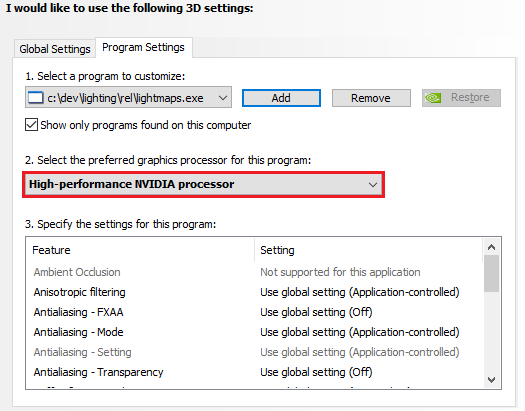 I would like to use the following 3D settings:
Global Settings Program Settings
1. Select a program to customize:
c:\dev\lighting\rel\lightmaps.exe Add Remove Restore
Show only programs found on this computer
2. Select the preferred graphics processor for this program:
High-performance NVIDIA processor
3. Specify the settings for this program:
Feature Setting
Ambient Occlusion Not supported for this application
Anisotropic filtering Use global setting (Application-controlled)
Antialiasing - FXAA Use global setting (Off)
Antialiasing - Mode Use global setting (Application-controlled)
Antialiasing - Setting Use global setting (Application-controlled)
Antialiasing - Transparency Use global setting (Off)